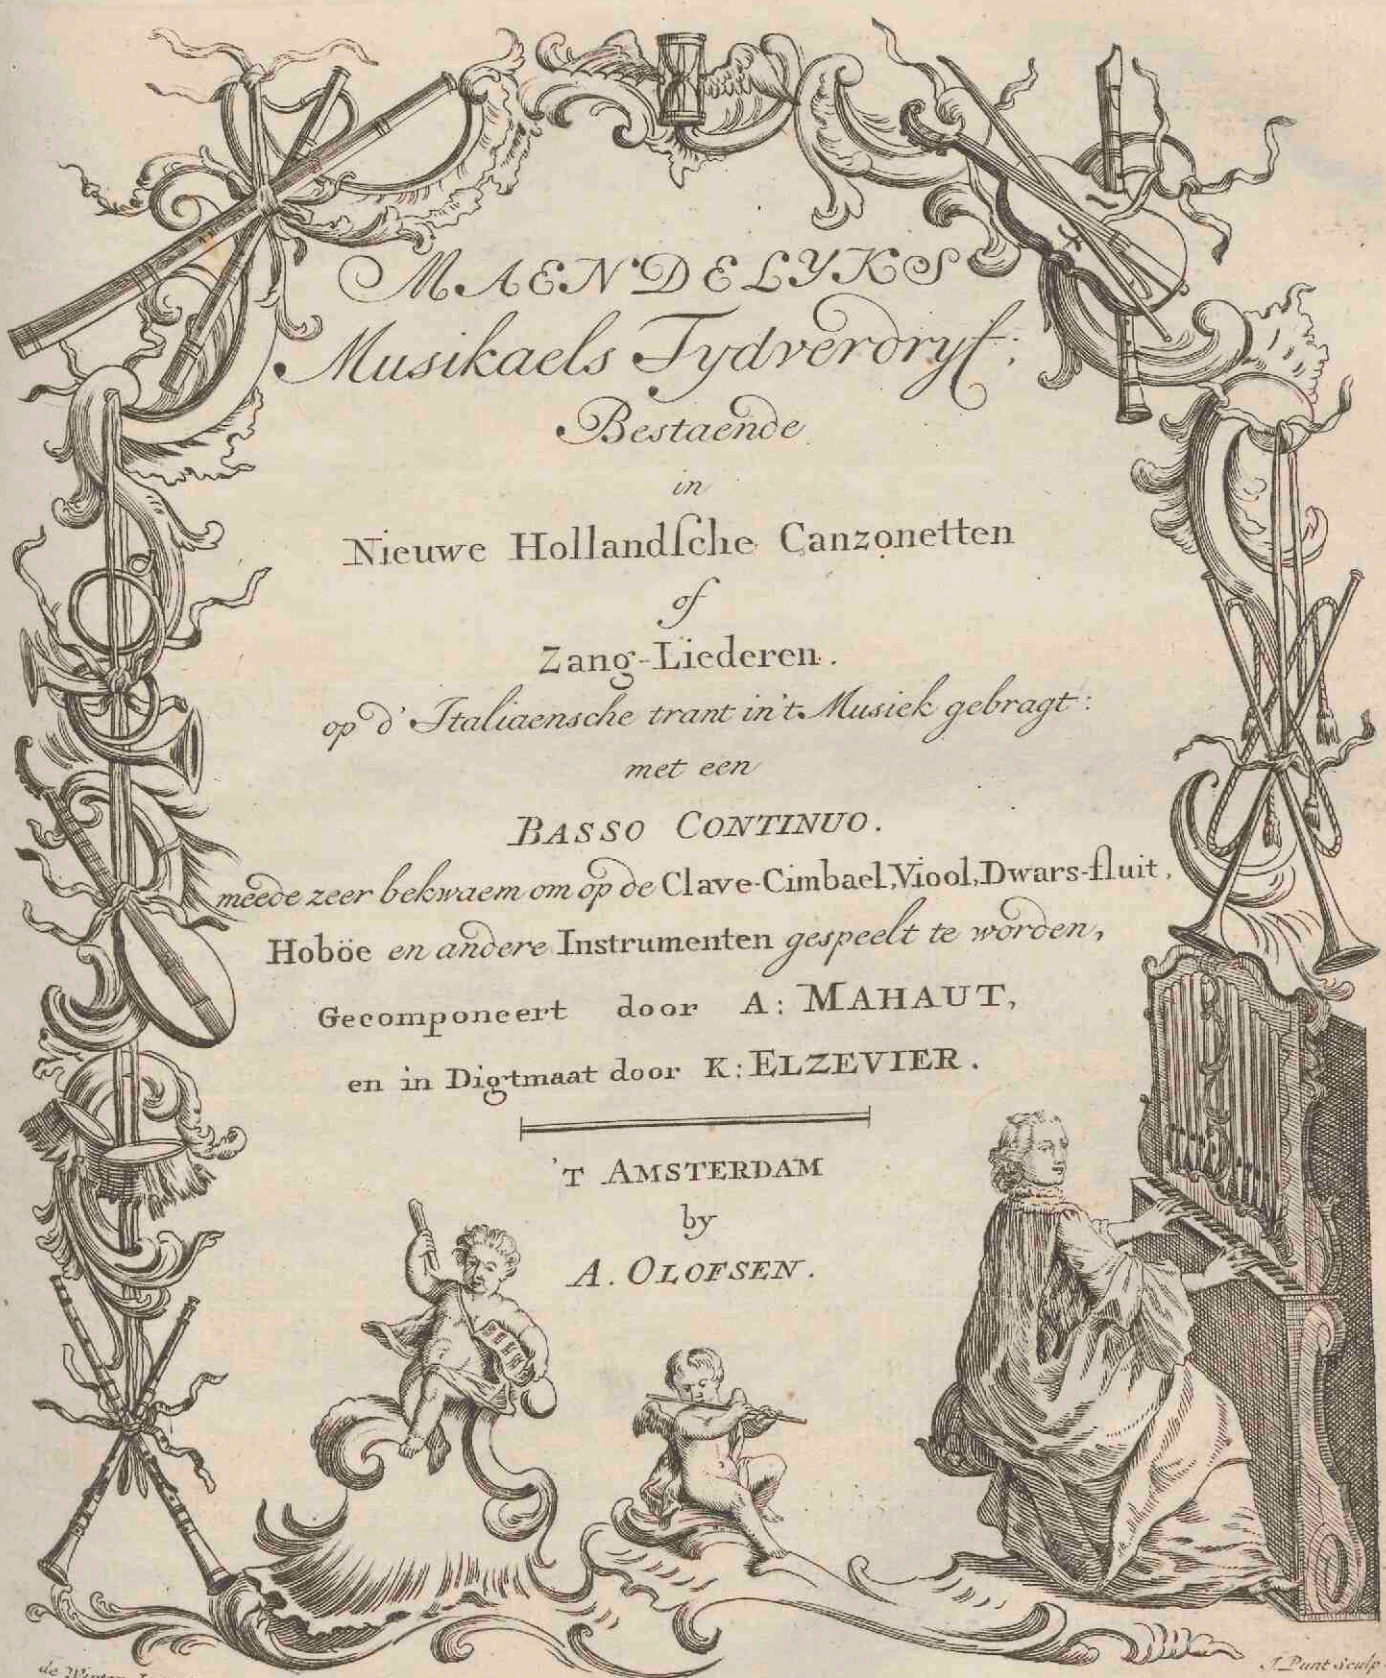 MAENDELYKS
Musikaels Tydverdryf;
Bestaende
in
Nieuwe Hollandſche Canzonetten
of
Zang-Liederen.
op d' Italiaensche trant in't Musiek gebragt:
met een
BASSO CONTINUO.
meede zeer bekwaem om op de Clave-Cimbael, Viool, Dwars-fluit,
Hoböe en andere Instrumenten gespeelt te worden,
Gecomponeert door A: MAHAUT,
en in Digtmaat door K: ELZEVIER.
'T AMSTERDAM
by
A. OLOFSEN.
de Winter
J. Punt Sculp